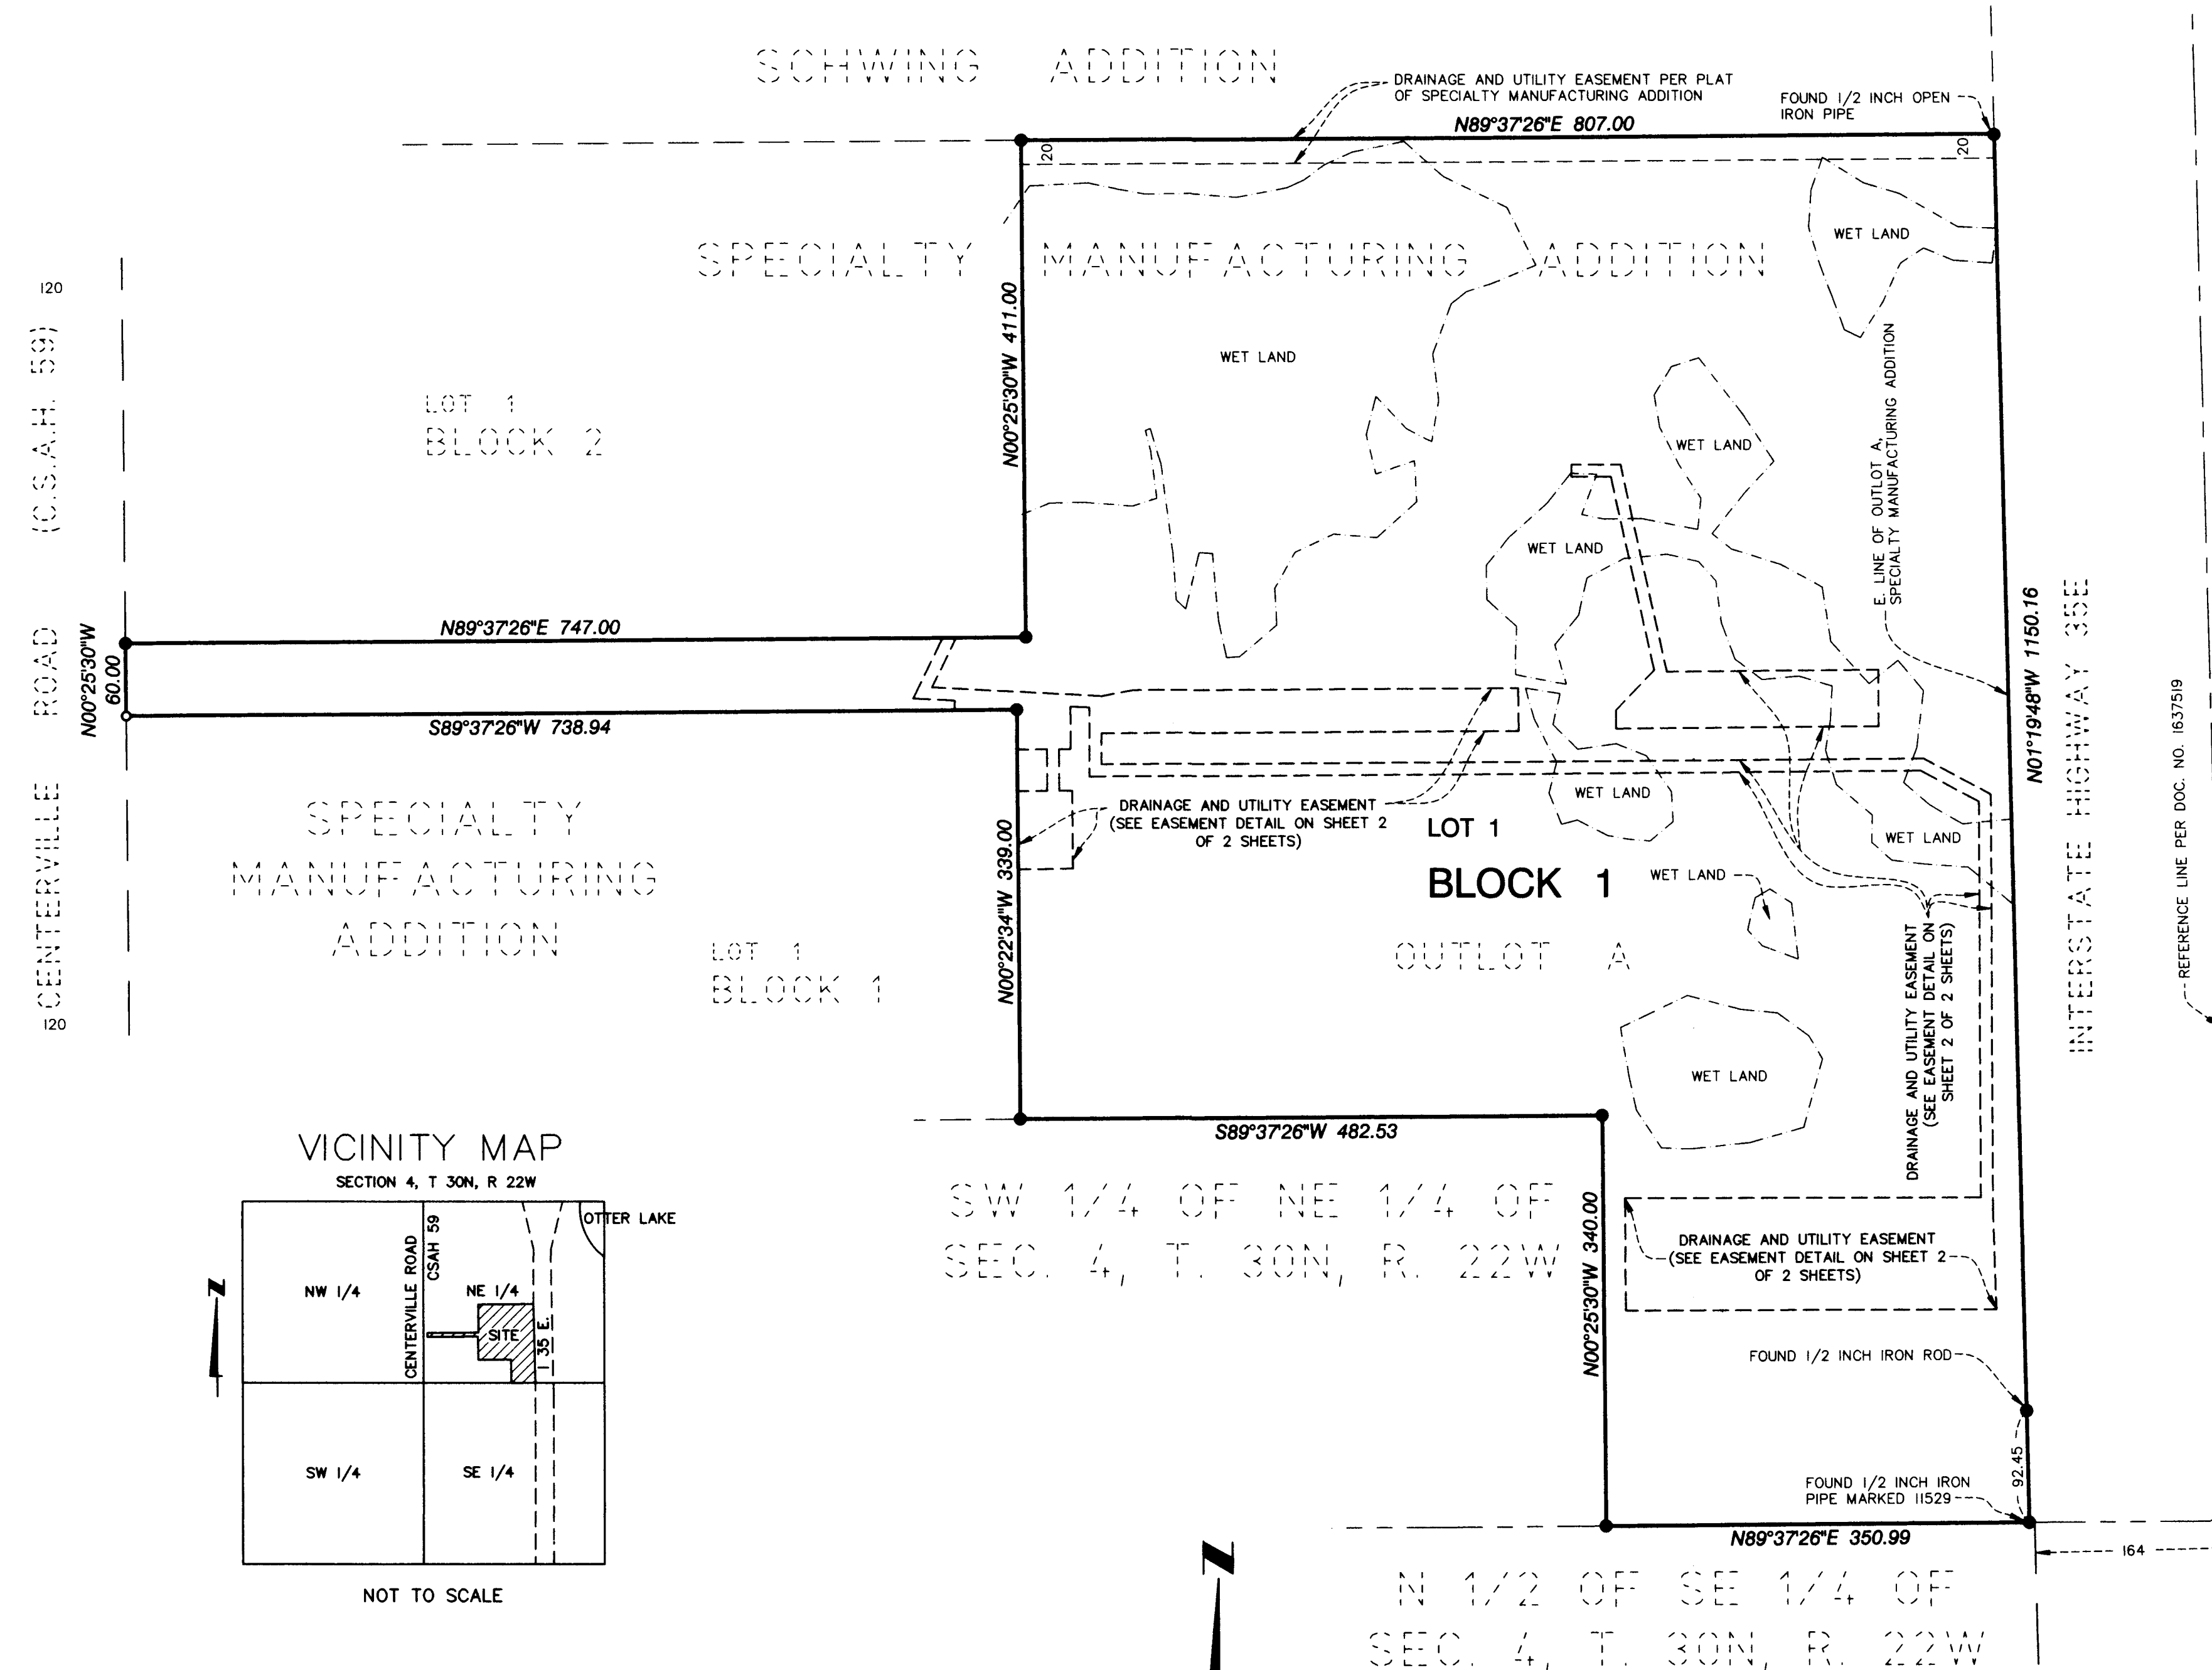 SCHWING ADDITION
DRAINAGE AND UTILITY EASEMENT PER PLAT
OF SPECIALTY MANUFACTURING ADDITION
FOUND 1/2 INCH OPEN
IRON PIPE
N89°37'26"E 807.00
20
20
SPECIALTY MANUFACTURING ADDITION
WET LAND
120
N00°25'30"W 411.00
WET LAND
E. LINE OF OUTLOT A,
SPECIALTY MANUFACTURING ADDITION
LOT 1
BLOCK 2
WET LAND
WET LAND
CENTERVILLE ROAD (C.S.A.H. 59)
N00°25'30"W
60.00
N89°37'26"E 747.00
S89°37'26"W 738.94
N01°19'48"W 1150.16
INTERSTATE HIGHWAY 35E
REFERENCE LINE PER DOC. NO. 1637519
SPECIALTY
MANUFACTURING
ADDITION
DRAINAGE AND UTILITY EASEMENT
(SEE EASEMENT DETAIL ON SHEET 2
OF 2 SHEETS)
WET LAND
LOT 1
BLOCK 1
WET LAND
WET LAND
N00°22'34"W 339.00
LOT 1
BLOCK 1
OUTLOT A
DRAINAGE AND UTILITY EASEMENT
(SEE EASEMENT DETAIL ON
SHEET 2 OF 2 SHEETS)
120
WET LAND
S89°37'26"W 482.53
VICINITY MAP
SECTION 4, T 30N, R 22W
OTTER LAKE
CENTERVILLE ROAD
CSAH 59
NW 1/4
NE 1/4
SITE
I 35 E.
N
SW 1/4
SE 1/4
NOT TO SCALE
SW 1/4 OF NE 1/4 OF
SEC. 4, T. 30N, R. 22W
N00°25'30"W 340.00
DRAINAGE AND UTILITY EASEMENT
(SEE EASEMENT DETAIL ON SHEET 2
OF 2 SHEETS)
FOUND 1/2 INCH IRON ROD
92.45
FOUND 1/2 INCH IRON
PIPE MARKED 11529
N89°37'26"E 350.99
164
N
N 1/2 OF SE 1/4 OF
SEC. 4, T. 30N, R. 22W